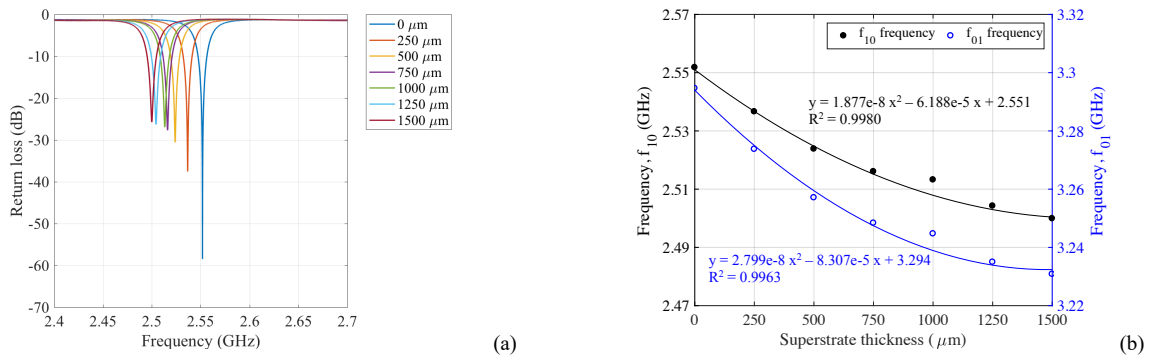 0
-10
-20
-30
-40
-50
-60
-70
Return loss (dB)
2.4 2.45 2.5 2.55 2.6 2.65 2.7
Frequency (GHz)
0 μm
250 μm
500 μm
750 μm
1000 μm
1250 μm
1500 μm
(a)
2.57
2.55
2.53
2.51
2.49
2.47
Frequency, f10 (GHz)
f10 frequency f01 frequency
y = 1.877e-8 x² – 6.188e-5 x + 2.551
R² = 0.9980
y = 2.799e-8 x² – 8.307e-5 x + 3.294
R² = 0.9963
0 250 500 750 1000 1250 1500
Superstrate thickness ( μm)
3.32
3.3
3.28
3.26
3.24
3.22
Frequency, f01 (GHz)
(b)